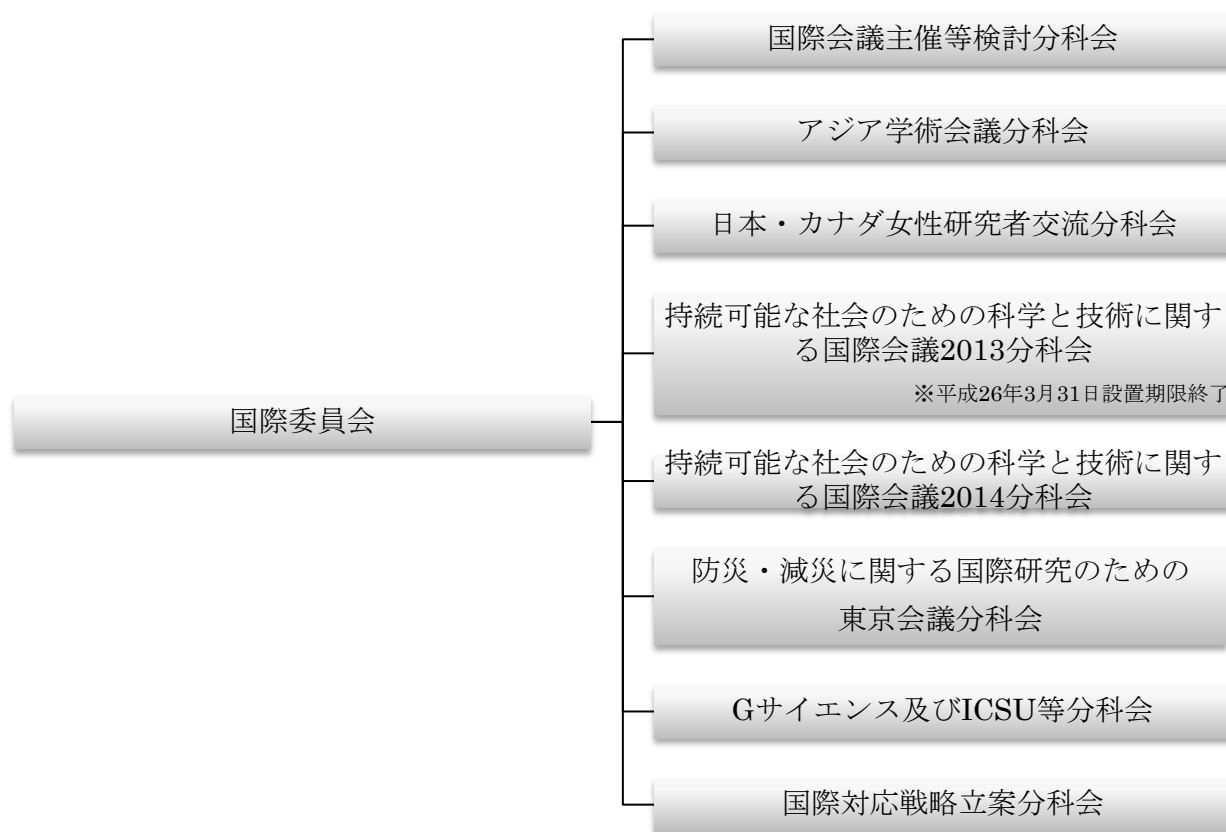 国際会議主催等検討分科会
アジア学術会議分科会
日本・カナダ女性研究者交流分科会
持続可能な社会のための科学と技術に関す
る国際会議2013分科会
※平成26年3月31日設置期限終了
国際委員会
持続可能な社会のための科学と技術に関す
る国際会議2014分科会
防災・減災に関する国際研究のための
東京会議分科会
Gサイエンス及びICSU等分科会
国際対応戦略立案分科会